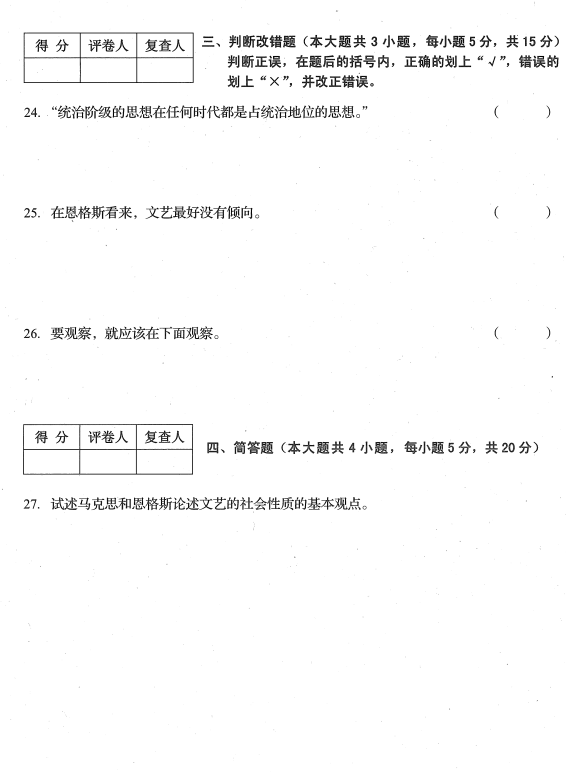 得 分 评卷人 复查人
三、判断改错题（本大题共 3 小题，每小题 5 分，共 15 分）
判断正误，在题后的括号内，正确的划上“√”，错误的
划上“×”，并改正错误。
24. “统治阶级的思想在任何时代都是占统治地位的思想。” （ ）
25. 在恩格斯看来，文艺最好没有倾向。 （ ）
26. 要观察，就应该在下面观察。 （ ）
得 分 评卷人 复查人
四、简答题（本大题共 4 小题，每小题 5 分，共 20 分）
27. 试述马克思和恩格斯论述文艺的社会性质的基本观点。